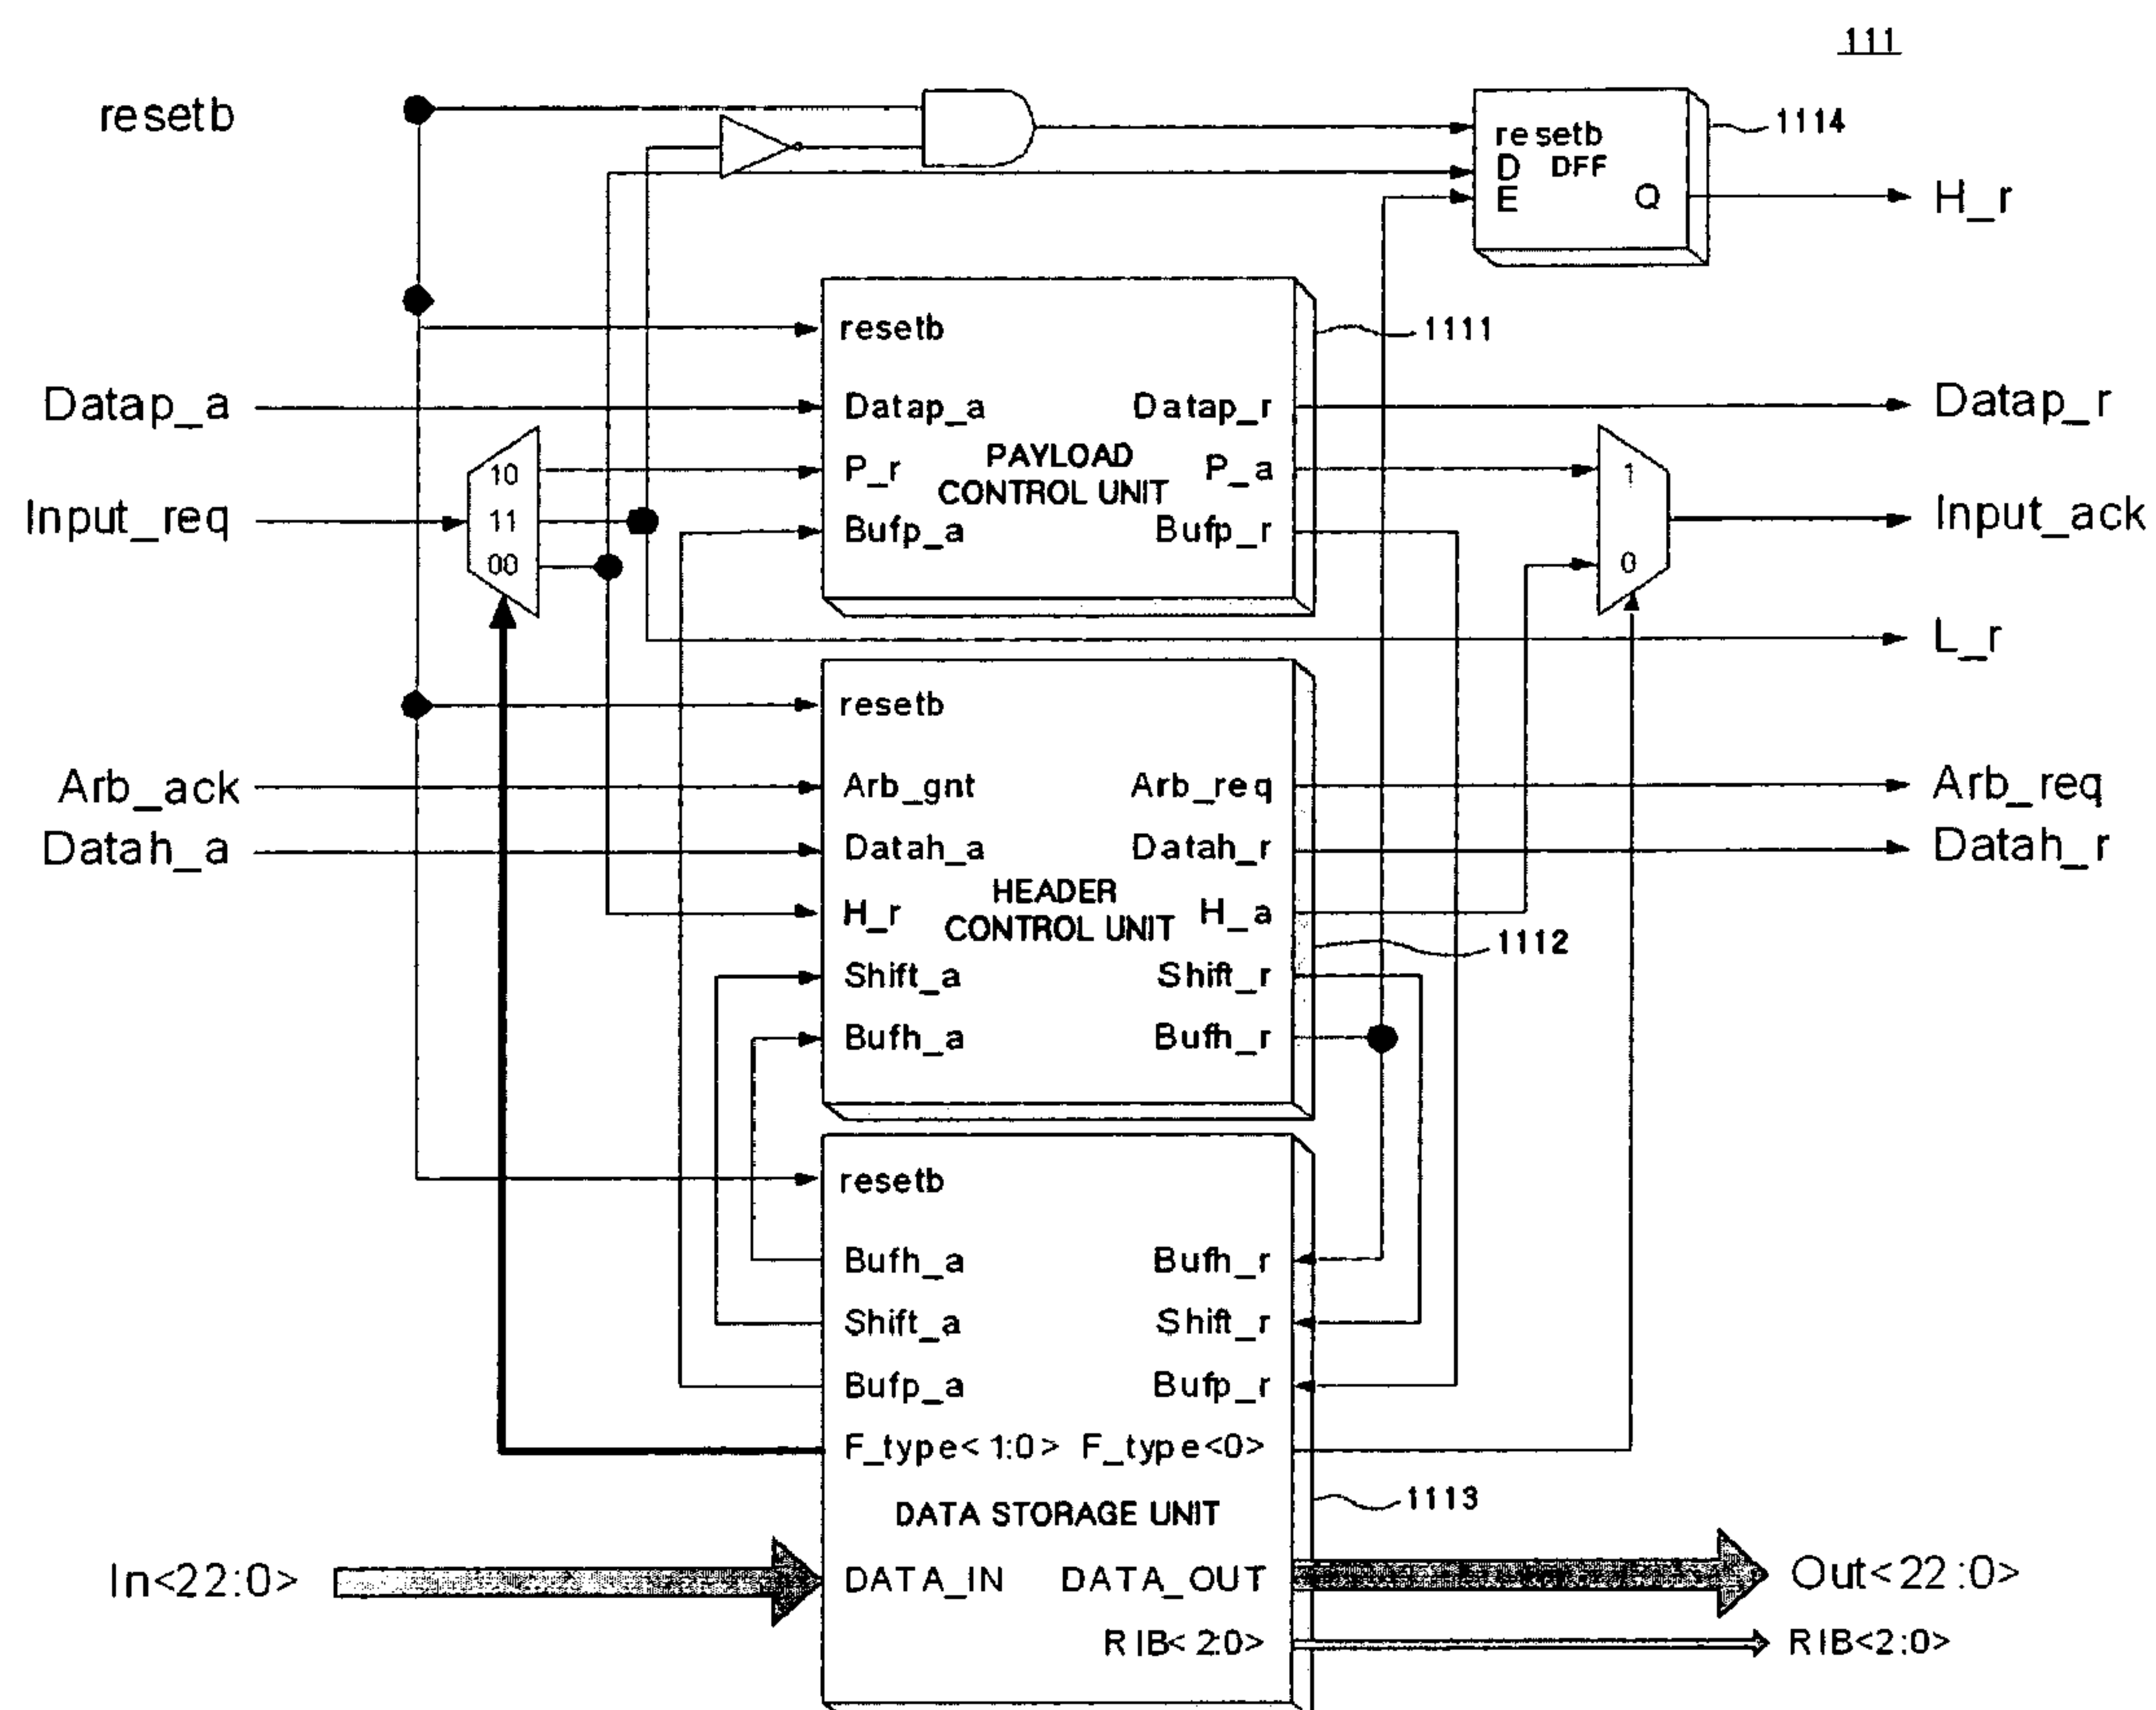 111
resetb
resetb
D DFF
E Q
1114
H_r
resetb
1111
Datap_a
Datap_a Datap_r
Datap_r
10
P_r PAYLOAD P_a
1
Input_req
11
CONTROL UNIT
Input_ack
Bufp_a Bufp_r
00
0
L_r
resetb
Arb_ack
Arb_gnt Arb_req
Arb_req
Datah_a
Datah_a Datah_r
Datah_r
HEADER
H_r CONTROL UNIT H_a
1112
Shift_a Shift_r
Bufh_a Bufh_r
resetb
Bufh_a Bufh_r
Shift_a Shift_r
Bufp_a Bufp_r
F_type<1:0> F_type<0>
1113
DATA STORAGE UNIT
In<22:0>
DATA_IN DATA_OUT
Out<22:0>
RIB<2:0>
RIB<2:0>